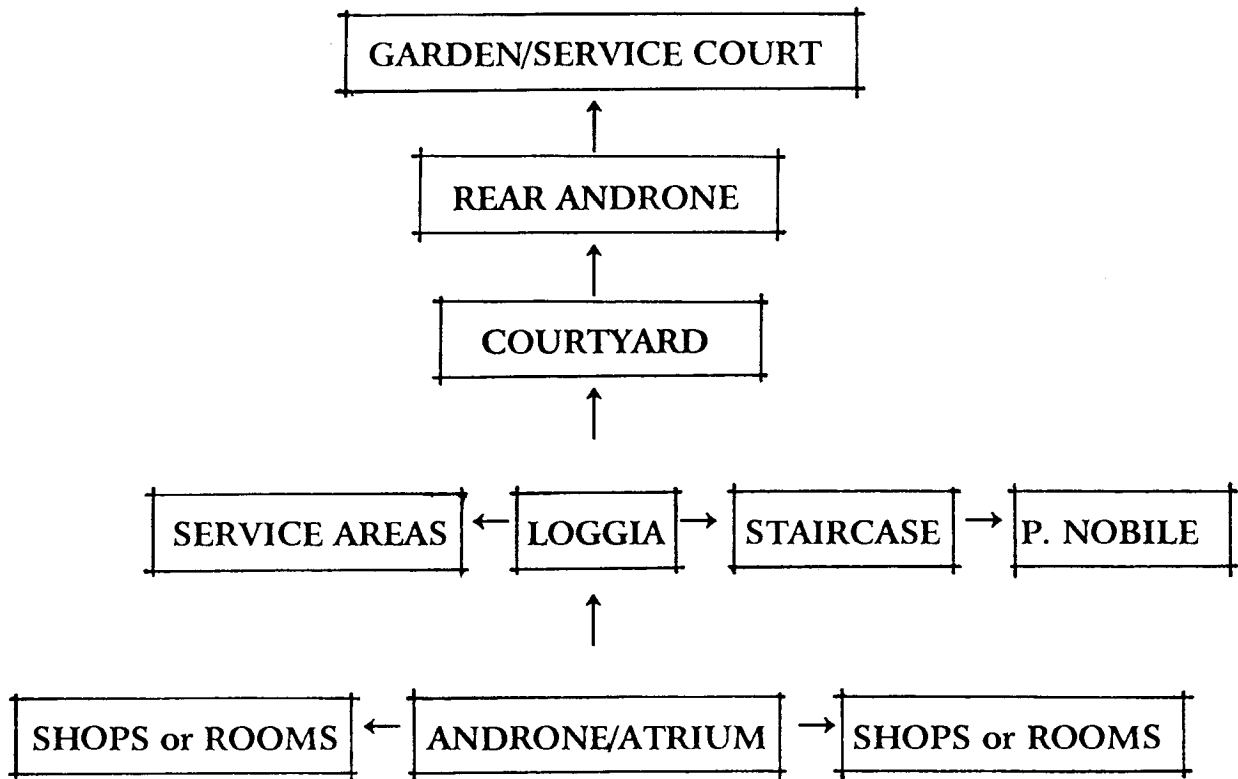 GARDEN/SERVICE COURT
REAR ANDRONE
COURTYARD
SERVICE AREAS ← LOGGIA → STAIRCASE → P. NOBILE
SHOPS or ROOMS ← ANDRONE/ATRIUM → SHOPS or ROOMS